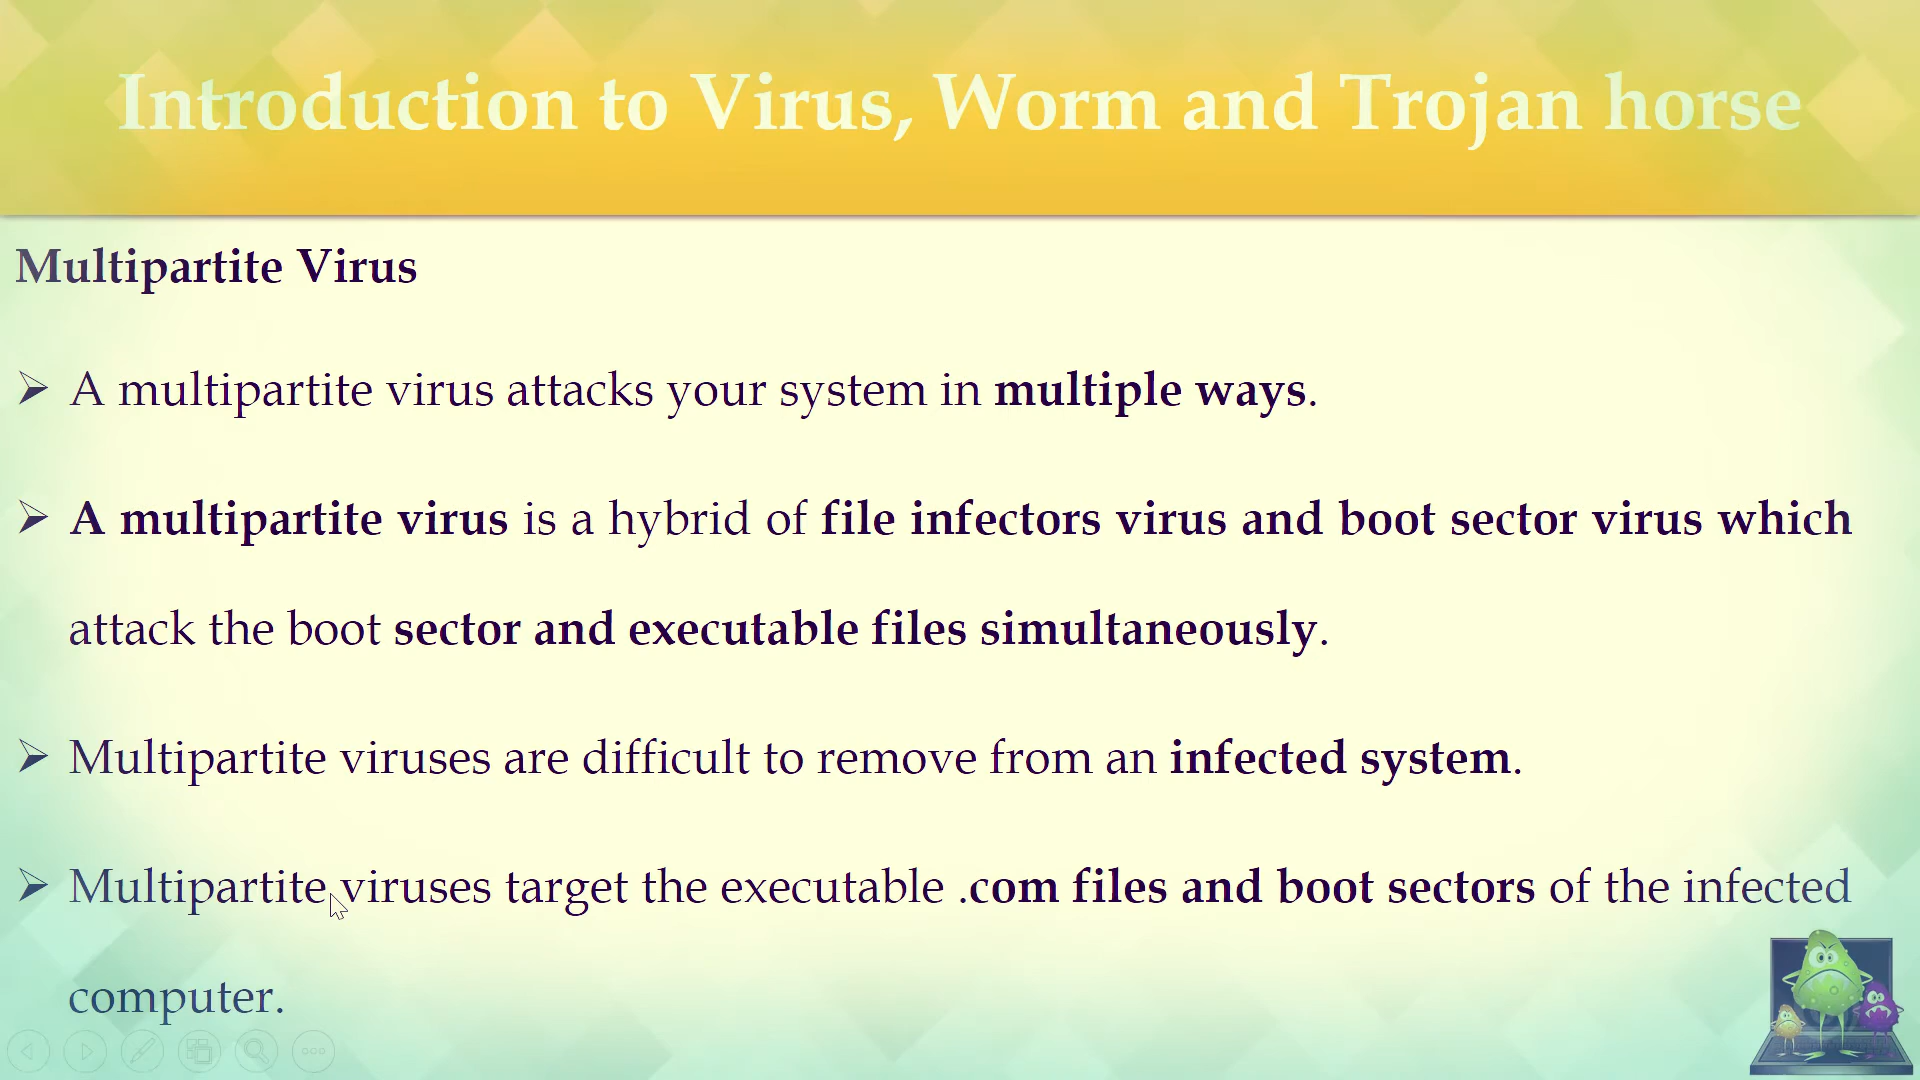 Introduction to Virus, Worm and Trojan horse
Multipartite Virus
➢ A multipartite virus attacks your system in multiple ways.
➢ A multipartite virus is a hybrid of file infectors virus and boot sector virus which
attack the boot sector and executable files simultaneously.
➢ Multipartite viruses are difficult to remove from an infected system.
➢ Multipartite viruses target the executable .com files and boot sectors of the infected
computer.